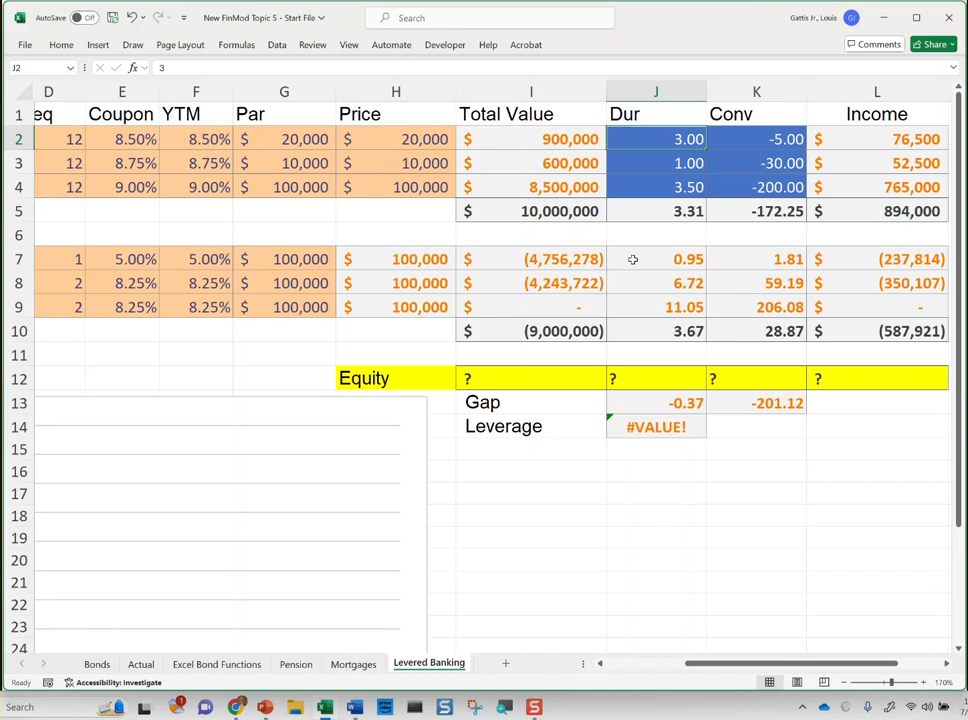 AutoSave Off New FinMod Topic 5 - Start File Search Gattis Jr., Louis GJ
File Home Insert Draw Page Layout Formulas Data Review View Automate Developer Help Acrobat Comments Share
J2 fx 3
D E F G H I J K L
1 eq Coupon YTM Par Price Total Value Dur Conv Income
2 12 8.50% 8.50% $ 20,000 $ 20,000 $ 900,000 3.00 -5.00 $ 76,500
3 12 8.75% 8.75% $ 10,000 $ 10,000 $ 600,000 1.00 -30.00 $ 52,500
4 12 9.00% 9.00% $ 100,000 $ 100,000 $ 8,500,000 3.50 -200.00 $ 765,000
5 $ 10,000,000 3.31 -172.25 $ 894,000
6
7 1 5.00% 5.00% $ 100,000 $ 100,000 $ (4,756,278) 0.95 1.81 $ (237,814)
8 2 8.25% 8.25% $ 100,000 $ 100,000 $ (4,243,722) 6.72 59.19 $ (350,107)
9 2 8.25% 8.25% $ 100,000 $ 100,000 $ - 11.05 206.08 $ -
10 $ (9,000,000) 3.67 28.87 $ (587,921)
11
12 Equity ? ? ? ?
13 Gap -0.37 -201.12
14 Leverage #VALUE!
15
16
17
18
19
20
21
22
23
24
Bonds Actual Excel Bond Functions Pension Mortgages Levered Banking
Ready Accessibility: Investigate 170%
Search